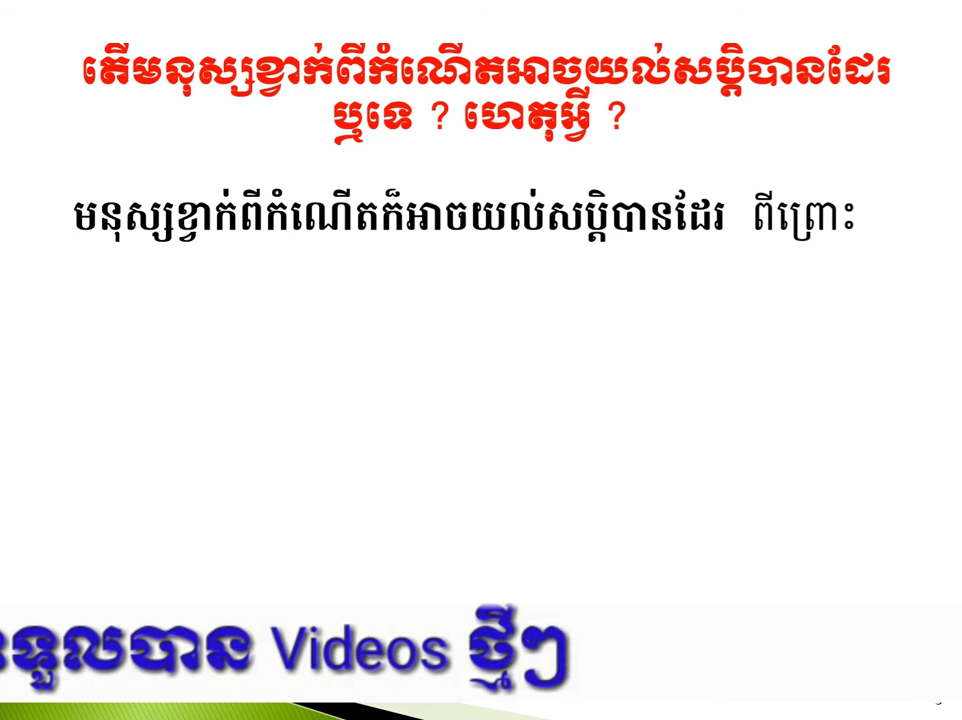 តើមនុស្សខ្វាក់ពីកំណើតអាចយល់សប្តិបានដែរ
ឬទេ ? ហេតុអ្វី ?
មនុស្សខ្វាក់ពីកំណើតក៏អាចយល់សប្តិបានដែរ ពីព្រោះ
ទទួលបាន Videos ថ្មីៗ